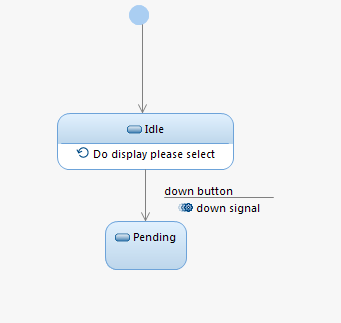 Idle
Do display please select
down button
down signal
Pending